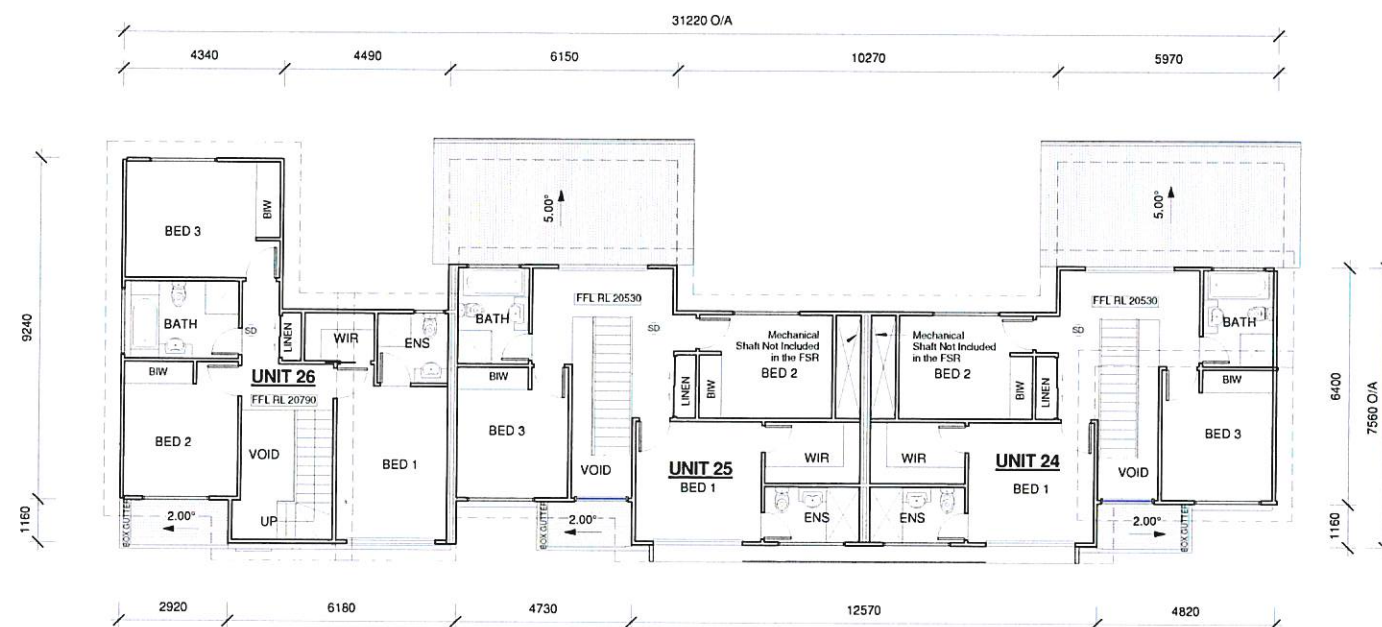 31220 O/A
4340 4490 6150 10270 5970
BED 3
BIW
BATH
SD
LINEN
WIR
ENS
BIW
UNIT 26
FFL RL 20790
BED 2
VOID
UP
BED 1
2.00°
BOX GUTTER
5.00°
FFL RL 20530
BATH
SD
BIW
BED 3
VOID
LINEN
BIW
Mechanical
Shaft Not Included
in the FSR
BED 2
UNIT 25
BED 1
WIR
ENS
2.00°
BOX GUTTER
5.00°
FFL RL 20530
BATH
SD
Mechanical
Shaft Not Included
in the FSR
BED 2
BIW
LINEN
BIW
BED 3
WIR
UNIT 24
BED 1
VOID
ENS
2.00°
BOX GUTTER
9240
1160
6400
1160
7560 O/A
2920 6180 4730 12570 4820